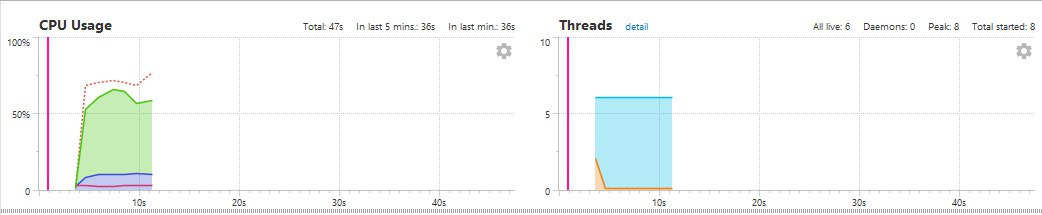 CPU Usage Total: 47s In last 5 mins.: 36s In last min.: 36s
100%
50%
0
10s 20s 30s 40s
Threads detail All live: 6 Daemons: 0 Peak: 8 Total started: 8
10
5
0
10s 20s 30s 40s